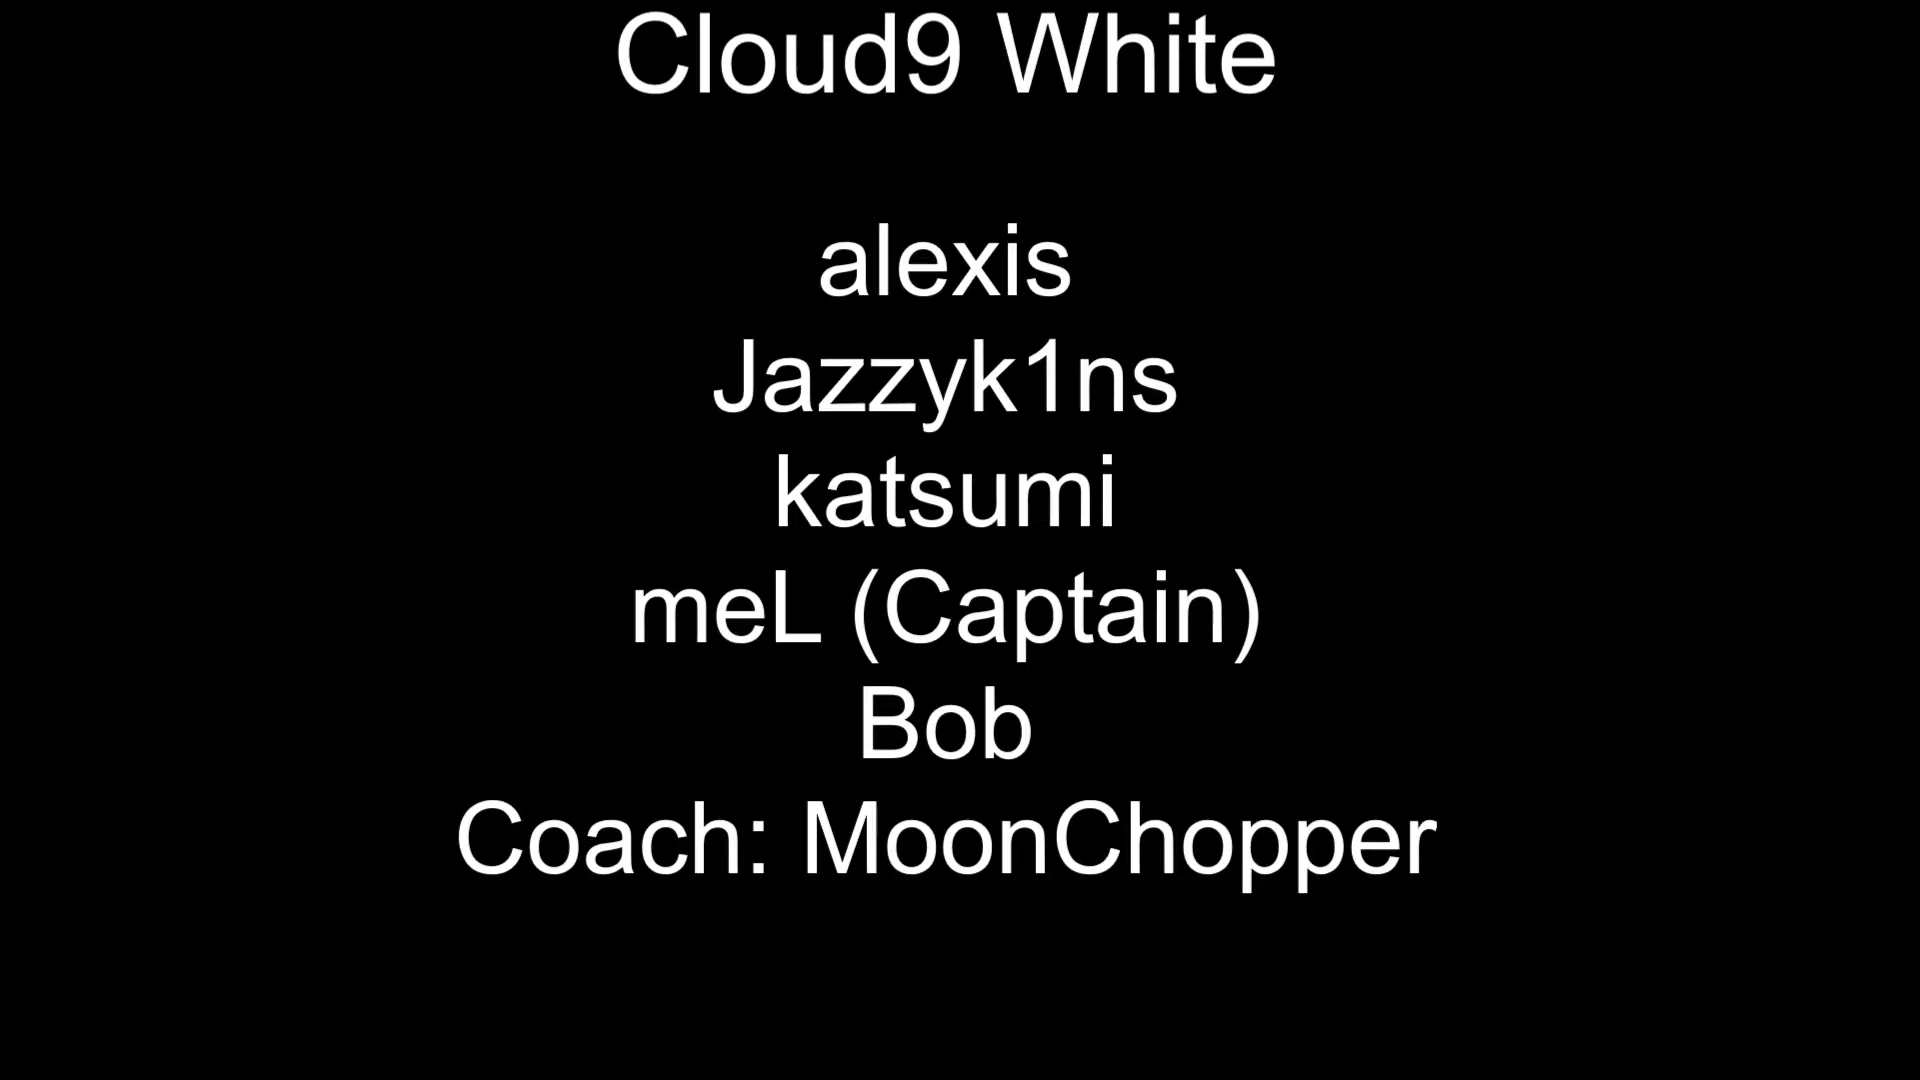 Cloud9 White
alexis
Jazzyk1ns
katsumi
meL (Captain)
Bob
Coach: MoonChopper